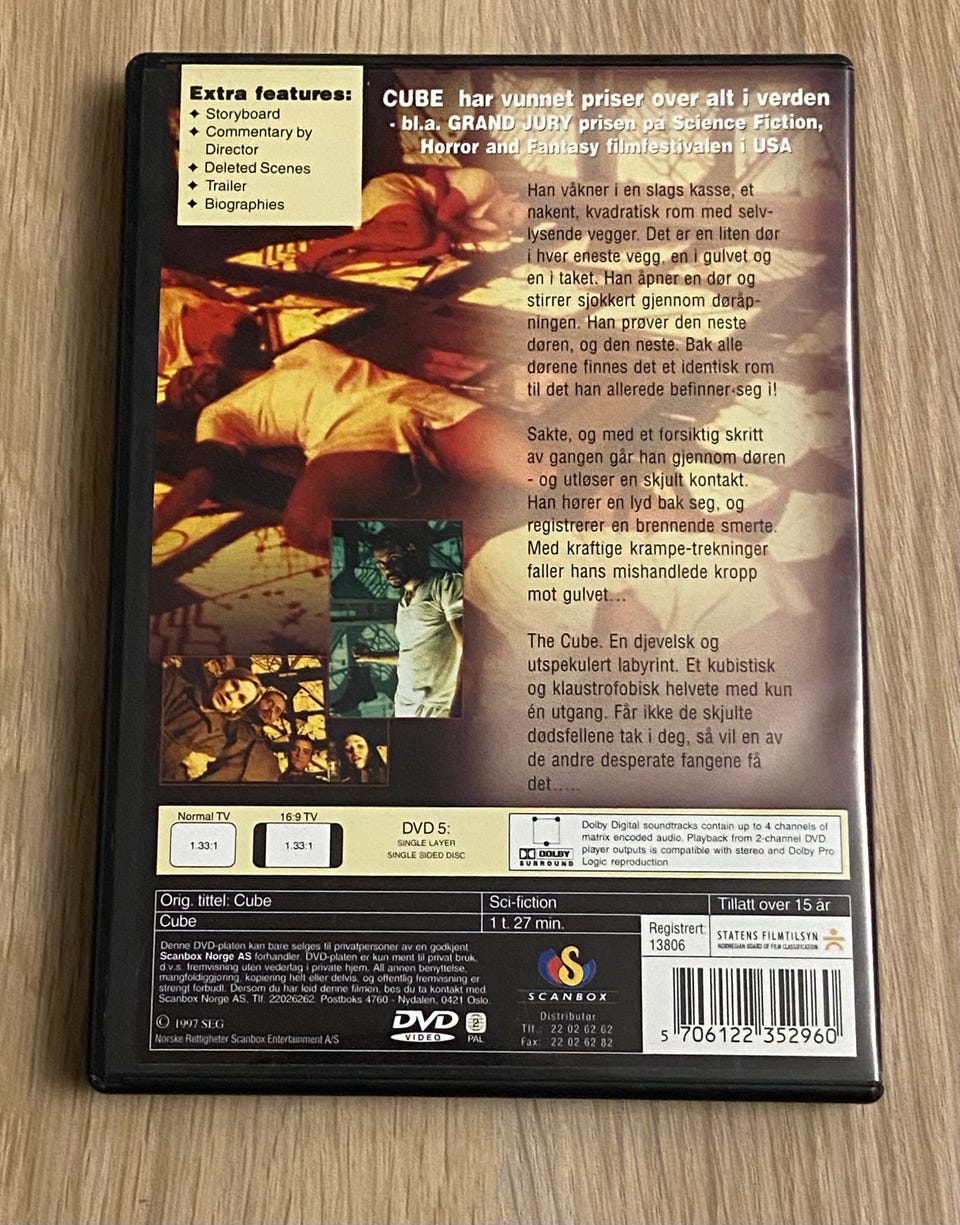 Extra features:
✦ Storyboard
✦ Commentary by
Director
✦ Deleted Scenes
✦ Trailer
✦ Biographies
CUBE har vunnet priser over alt i verden
- bl.a. GRAND JURY prisen på Science Fiction,
Horror and Fantasy filmfestivalen i USA
Han våkner i en slags kasse, et
nakent, kvadratisk rom med selv-
lysende vegger. Det er en liten dør
i hver eneste vegg, en i gulvet og
en i taket. Han åpner en dør og
stirrer sjokkert gjennom døråp-
ningen. Han prøver den neste
døren, og den neste. Bak alle
dørene finnes det et identisk rom
til det han allerede befinner seg i!
Sakte, og med et forsiktig skritt
av gangen går han gjennom døren
- og utløser en skjult kontakt.
Han hører en lyd bak seg, og
registrerer en brennende smerte.
Med kraftige krampe-trekninger
faller hans mishandlede kropp
mot gulvet...
The Cube. En djevelsk og
utspekulert labyrint. Et kubistisk
og klaustrofobisk helvete med kun
én utgang. Får ikke de skjulte
dødsfellene tak i deg, så vil en av
de andre desperate fangene få
det.....
Normal TV
1.33:1
16:9 TV
1.33:1
DVD 5:
SINGLE LAYER
SINGLE SIDED DISC
DOLBY
SURROUND
Dolby Digital soundtracks contain up to 4 channels of
matrix encoded audio. Playback from 2-channel DVD
player outputs is compatible with stereo and Dolby Pro
Logic reproduction
Orig. tittel: Cube
Sci-fiction
Tillatt over 15 år
Cube
1 t. 27 min.
Registrert:
13806
STATENS FILMTILSYN
NORWEGIAN BOARD OF FILM CLASSIFICATION
Denne DVD-platen kan bare selges til privatpersoner av en godkjent
Scanbox Norge AS forhandler. DVD-platen er kun ment til privat bruk,
d.v.s. fremvisning uten vederlag i private hjem. All annen benyttelse,
mangfoldiggjøring, kopiering helt eller delvis, og offentlig fremvisning er
strengt forbudt. Dersom du har leid denne filmen, bes du ta kontakt med
Scanbox Norge AS, Tlf. 22026262. Postboks 4760 - Nydalen, 0421 Oslo.
© 1997 SEG
Norske Rettigheter Scanbox Entertainment A/S
DVD
VIDEO
2
PAL
S
SCANBOX
Distributør
Tlf.: 22 02 62 62
Fax: 22 02 62 82
5 706122 352960